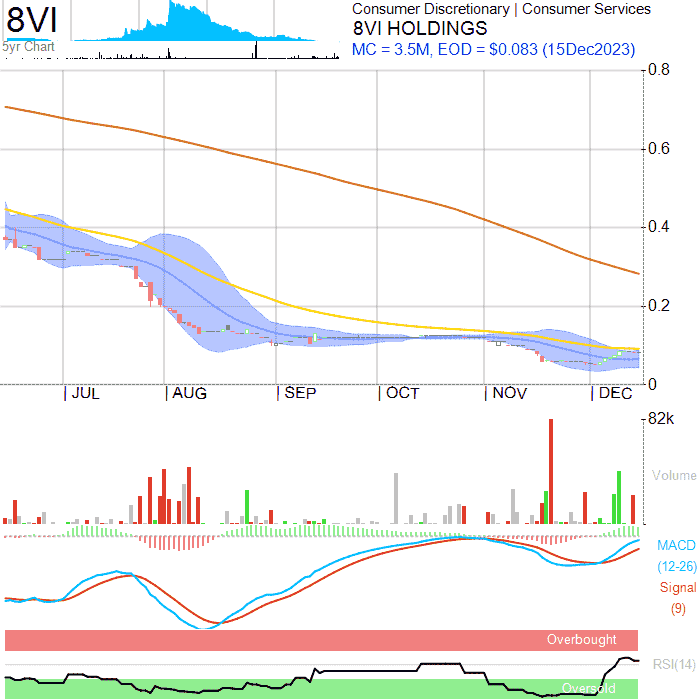 8VI
5yr Chart
Consumer Discretionary | Consumer Services
8VI HOLDINGS
MC = 3.5M, EOD = $0.083 (15Dec2023)
0.8
0.6
0.4
0.2
0
| JUL | AUG | SEP | OCT | NOV | DEC
82k
Volume
MACD
(12-26)
Signal
(9)
Overbought
RSI(14)
Oversold